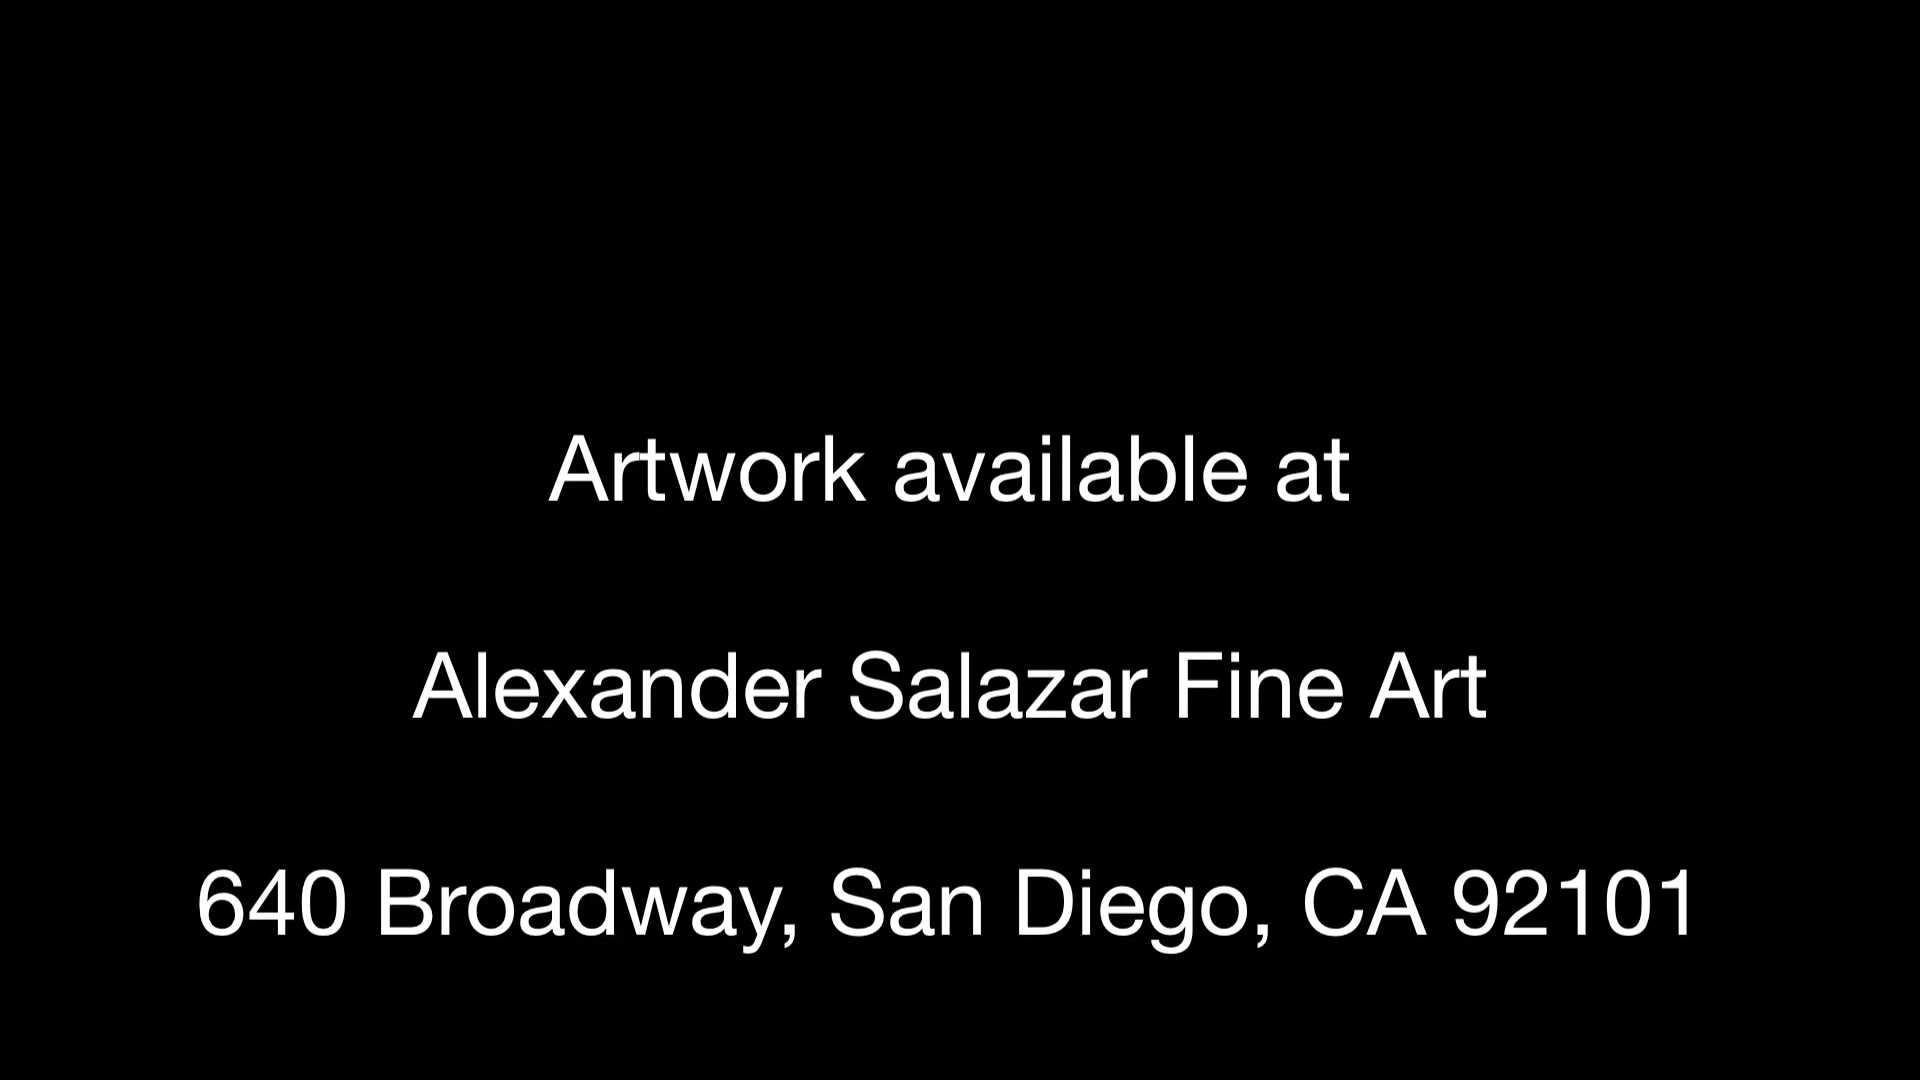 Artwork available at
Alexander Salazar Fine Art
640 Broadway, San Diego, CA 92101